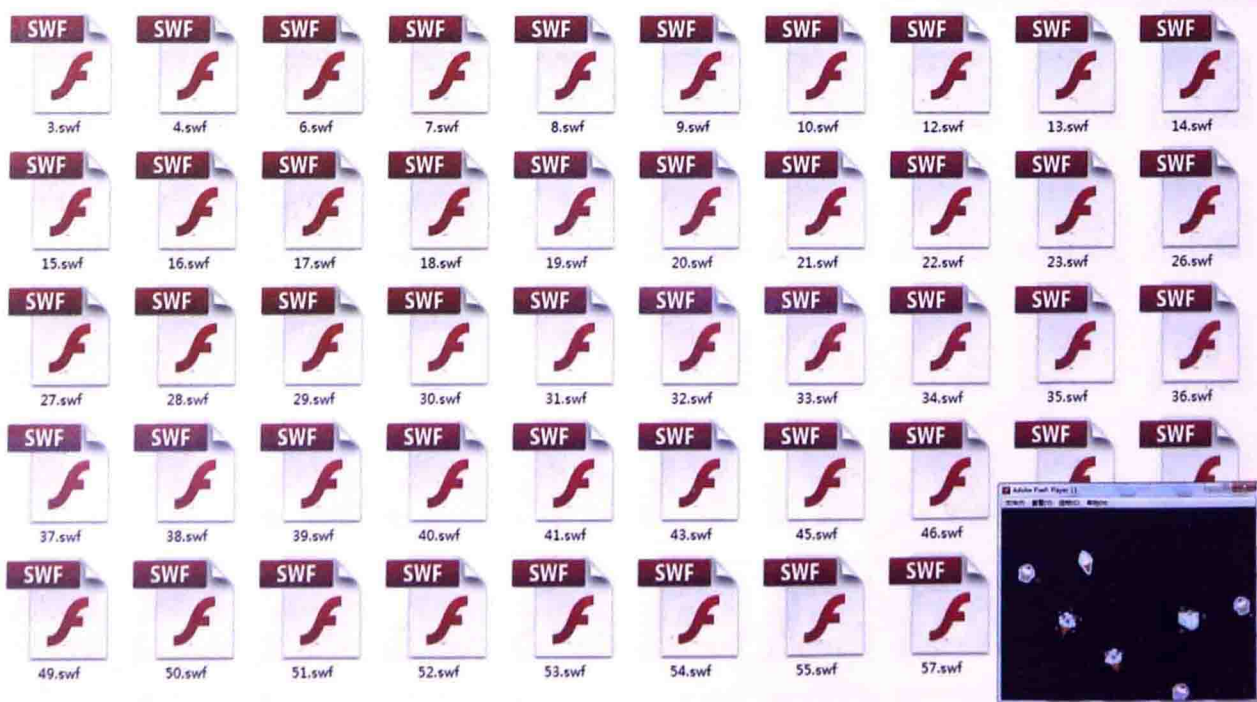 SWF SWF SWF SWF SWF SWF SWF SWF SWF SWF
3.swf 4.swf 6.swf 7.swf 8.swf 9.swf 10.swf 12.swf 13.swf 14.swf
SWF SWF SWF SWF SWF SWF SWF SWF SWF SWF
15.swf 16.swf 17.swf 18.swf 19.swf 20.swf 21.swf 22.swf 23.swf 26.swf
SWF SWF SWF SWF SWF SWF SWF SWF SWF SWF
27.swf 28.swf 29.swf 30.swf 31.swf 32.swf 33.swf 34.swf 35.swf 36.swf
SWF SWF SWF SWF SWF SWF SWF SWF SWF SWF
37.swf 38.swf 39.swf 40.swf 41.swf 43.swf 45.swf 46.swf
Adobe Flash Player 11
SWF SWF SWF SWF SWF SWF SWF SWF
49.swf 50.swf 51.swf 52.swf 53.swf 54.swf 55.swf 57.swf